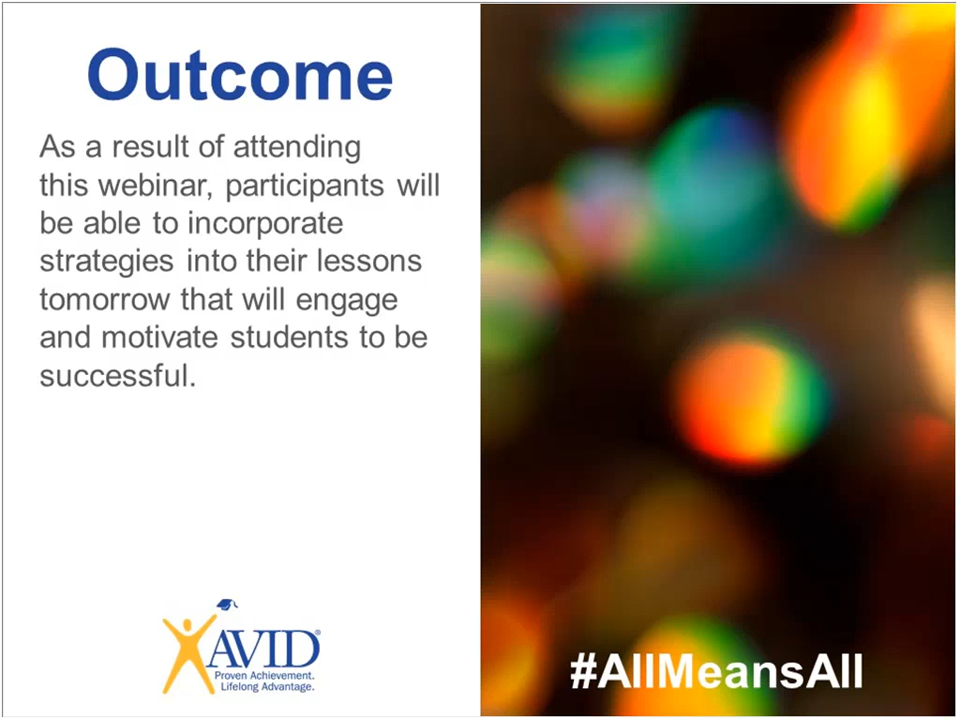 Outcome
As a result of attending
this webinar, participants will
be able to incorporate
strategies into their lessons
tomorrow that will engage
and motivate students to be
successful.
AVID®
Proven Achievement.
Lifelong Advantage.
#AllMeansAll